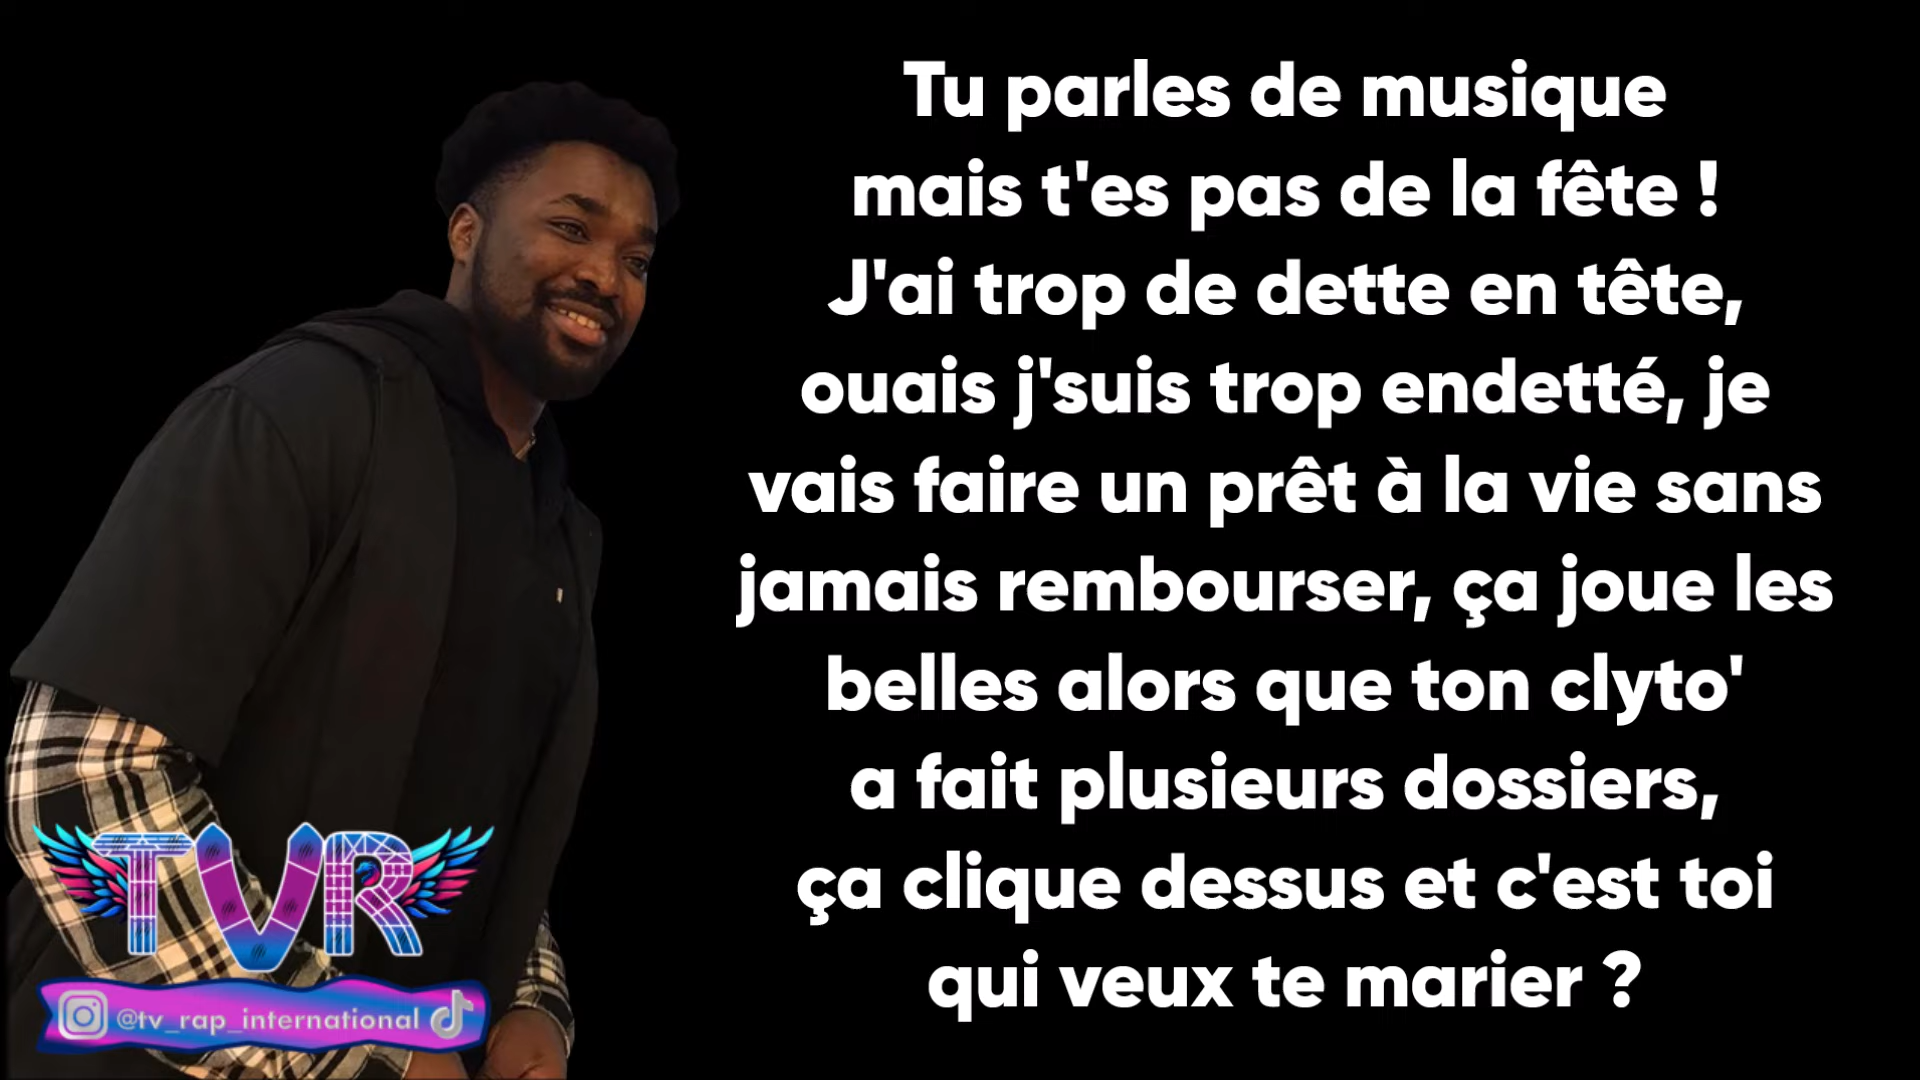 Tu parles de musique
mais t'es pas de la fête !
J'ai trop de dette en tête,
ouais j'suis trop endetté, je
vais faire un prêt à la vie sans
jamais rembourser, ça joue les
belles alors que ton clyto'
a fait plusieurs dossiers,
ça clique dessus et c'est toi
qui veux te marier ?
TVR
@tv_rap_international